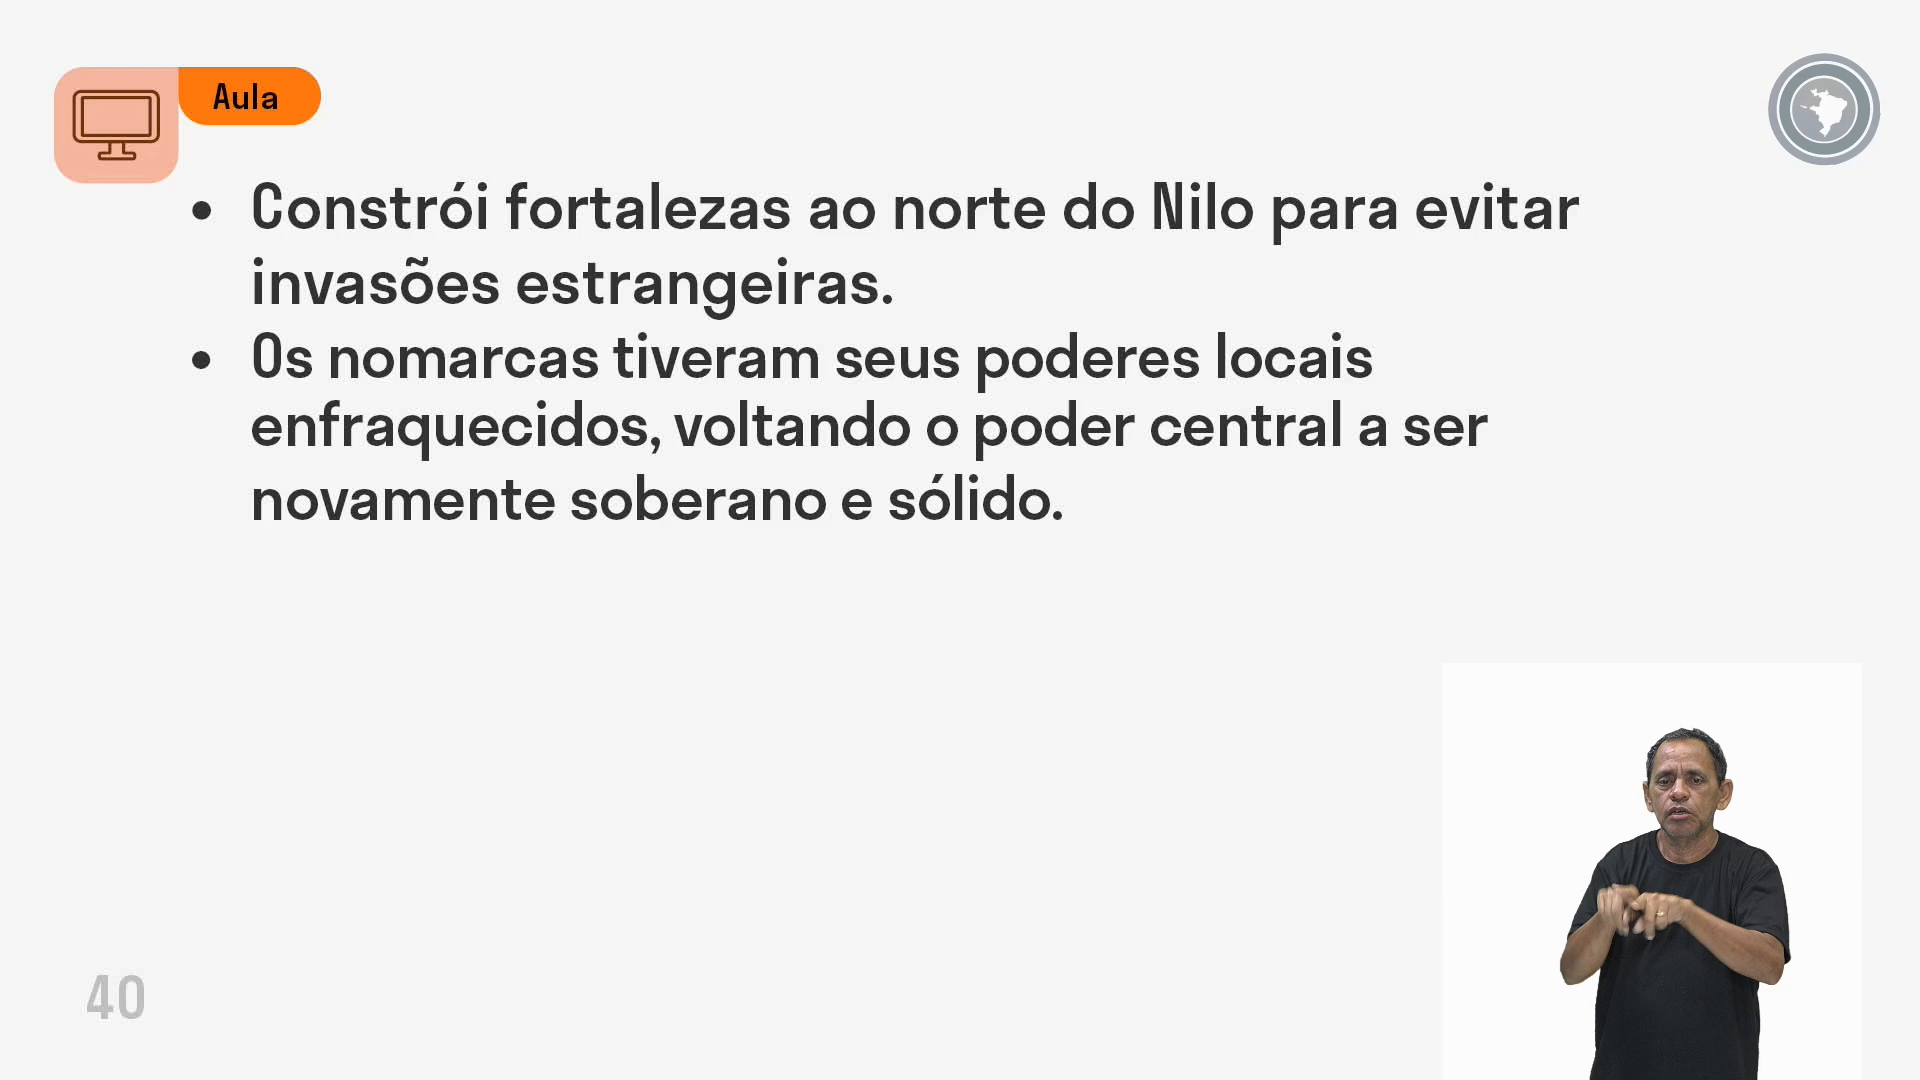 Aula
• Constrói fortalezas ao norte do Nilo para evitar
invasões estrangeiras.
• Os nomarcas tiveram seus poderes locais
enfraquecidos, voltando o poder central a ser
novamente soberano e sólido.
40